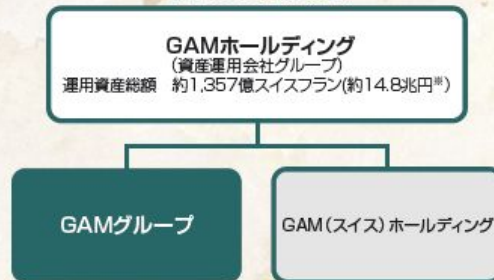 GAMホールディング
(資産運用会社グループ)
運用資産総額　約1,357億スイスフラン(約14.8兆円※)
GAMグループ
GAM(スイス)ホールディング